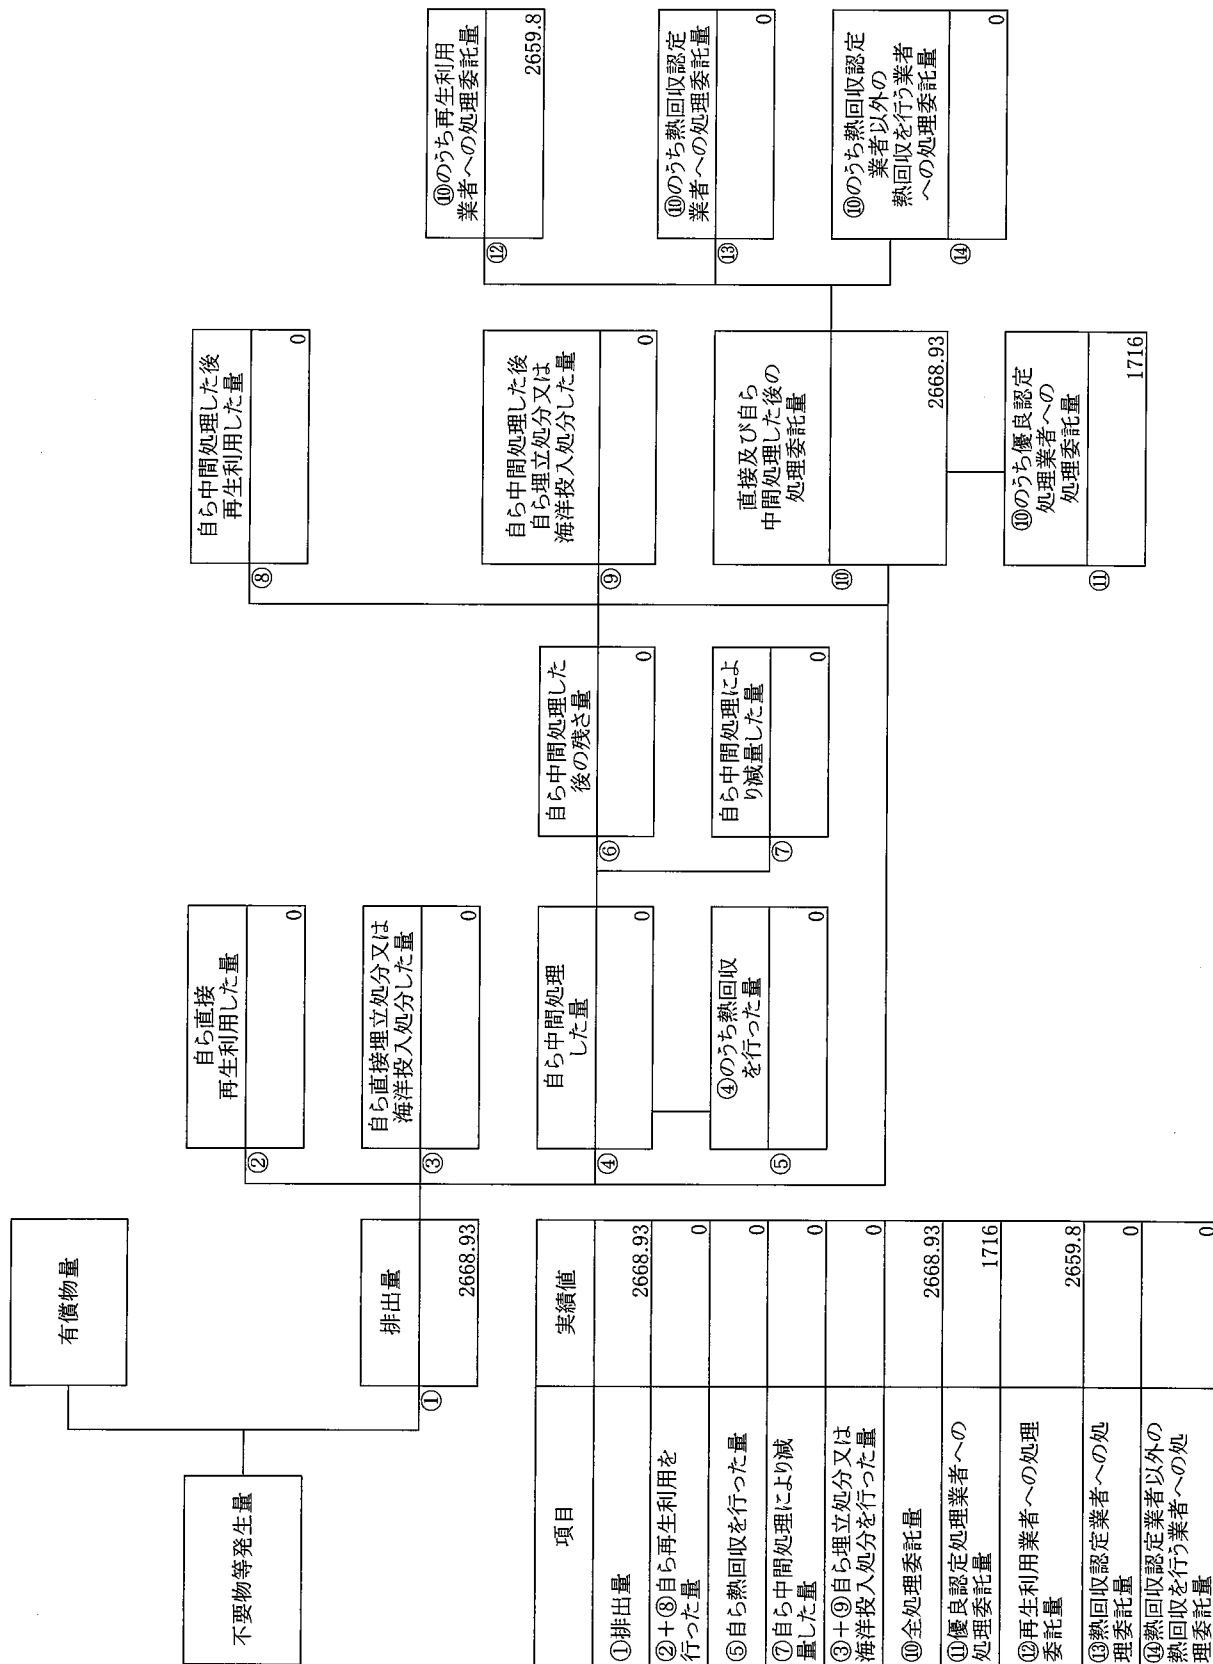 不要物等発生量
有償物量
排出量
①
2668.93
②
自ら直接
再生利用した量
0
③
自ら直接埋立処分又は
海洋投入処分した量
0
④
自ら中間処理
した量
0
⑤
④のうち熱回収
を行った量
0
⑥
自ら中間処理した
後の残さ量
0
⑦
自ら中間処理によ
り減量した量
0
⑧
自ら中間処理した後
再生利用した量
0
⑨
自ら中間処理した後
自ら埋立処分又は
海洋投入処分した量
0
⑩
直接及び自ら
中間処理した後の
処理委託量
2668.93
⑪
⑩のうち優良認定
処理業者への
処理委託量
1716
⑫
⑩のうち再生利用
業者への処理委託量
2659.8
⑬
⑩のうち熱回収認定
業者への処理委託量
0
⑭
⑩のうち熱回収認定
業者以外の
熱回収を行う業者
への処理委託量
0
項目 実績値
①排出量 2668.93
②+⑧自ら再生利用を
行った量 0
⑤自ら熱回収を行った量 0
⑦自ら中間処理により減
量した量 0
③+⑨自ら埋立処分又は
海洋投入処分を行った量 0
⑩全処理委託量 2668.93
⑪優良認定処理業者への
処理委託量 1716
⑫再生利用業者への処理
委託量 2659.8
⑬熱回収認定業者への処
理委託量 0
⑭熱回収認定業者以外の
熱回収を行う業者への処
理委託量 0